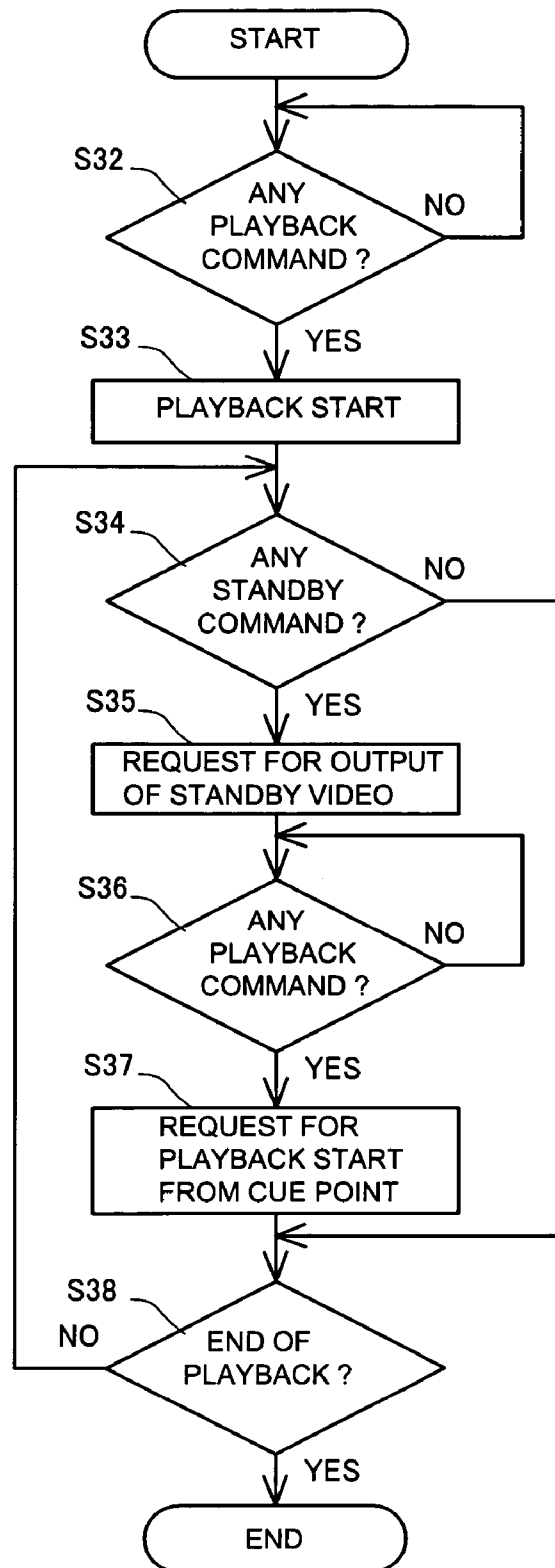 START
S32
ANY
PLAYBACK
COMMAND ?
NO
YES
S33
PLAYBACK START
S34
ANY
STANDBY
COMMAND ?
NO
YES
S35
REQUEST FOR OUTPUT
OF STANDBY VIDEO
S36
ANY
PLAYBACK
COMMAND ?
NO
YES
S37
REQUEST FOR
PLAYBACK START
FROM CUE POINT
S38
NO
END OF
PLAYBACK ?
YES
END